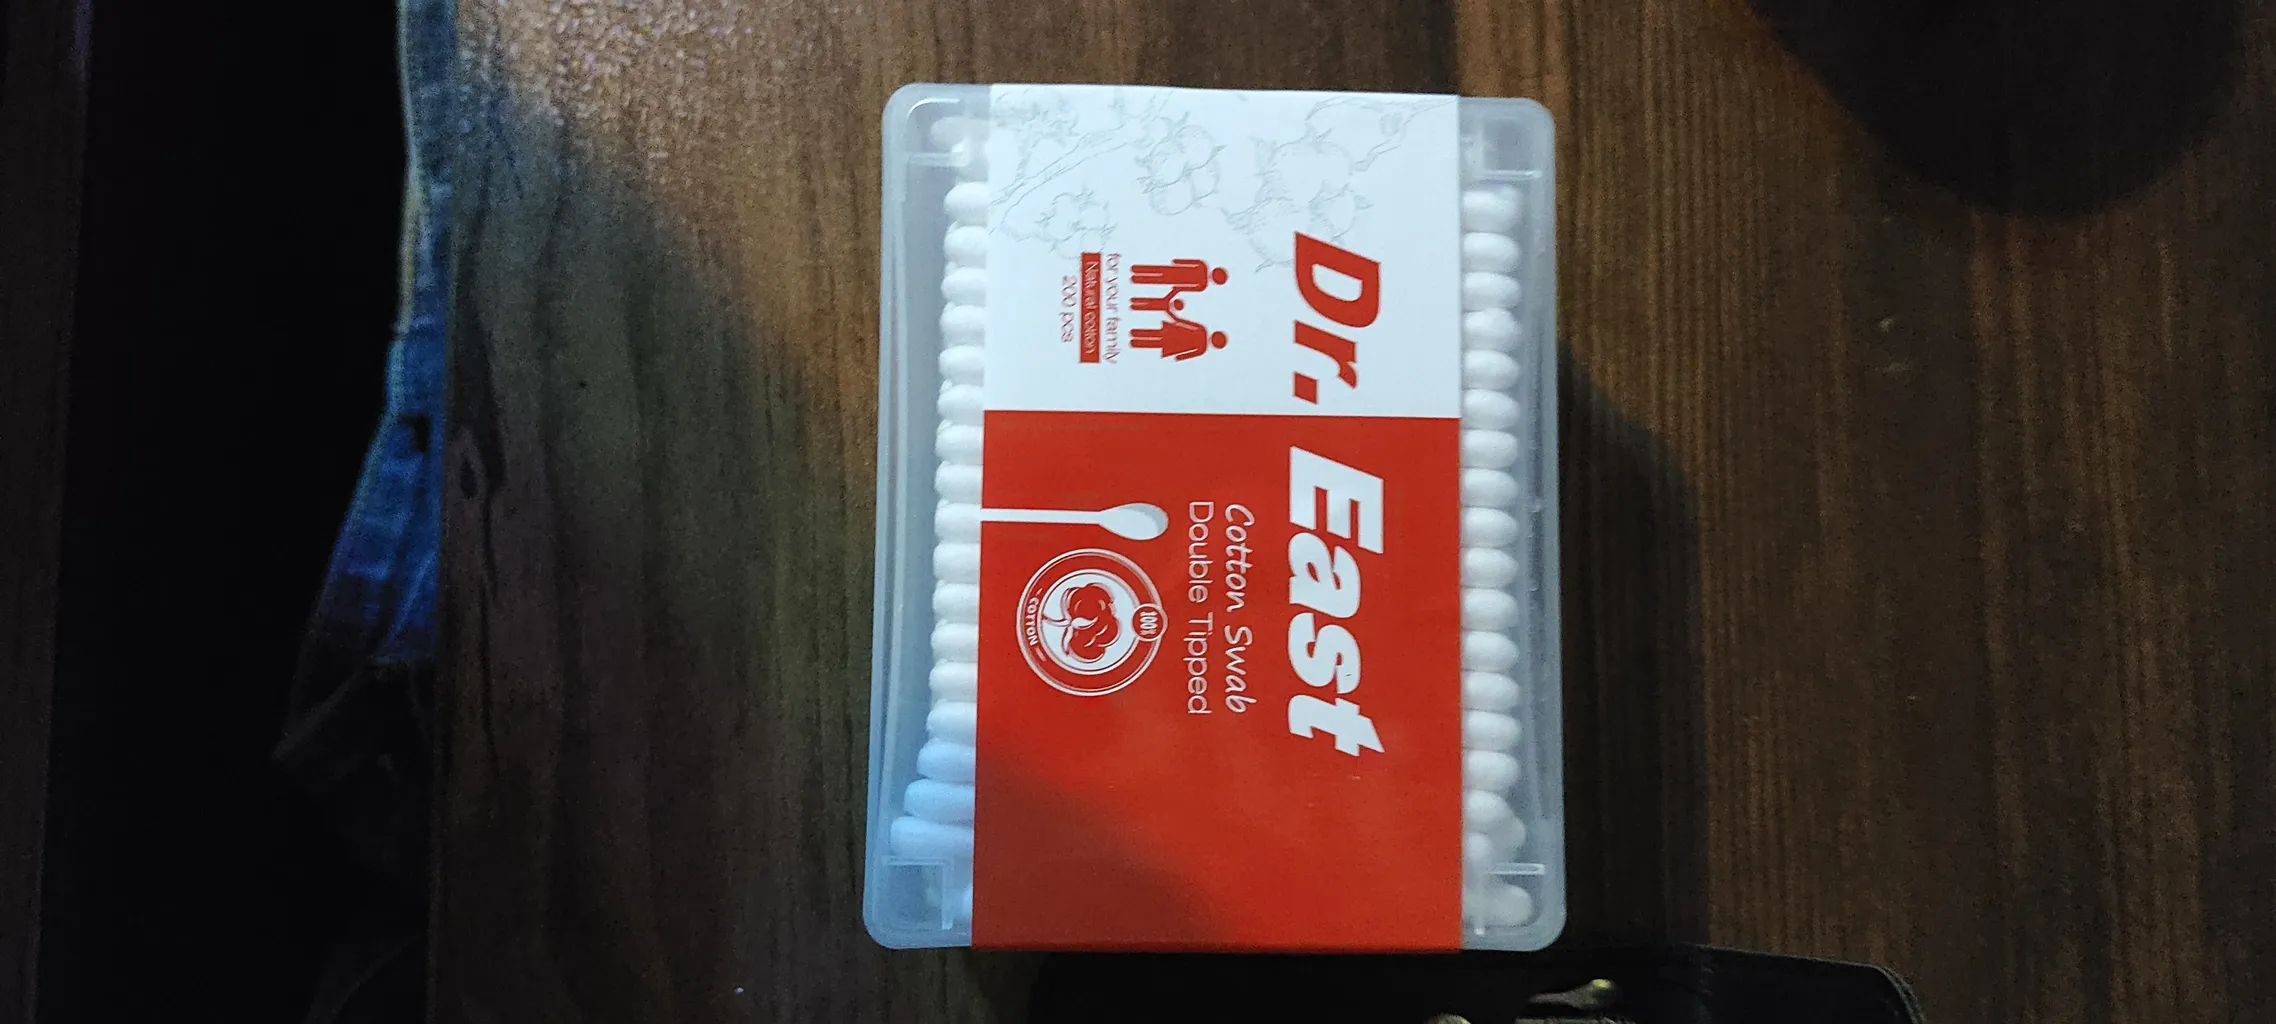 Dr. East
Cotton Swab
Double Tipped
for your family
Natural cotton
200 pcs
100%
COTTON